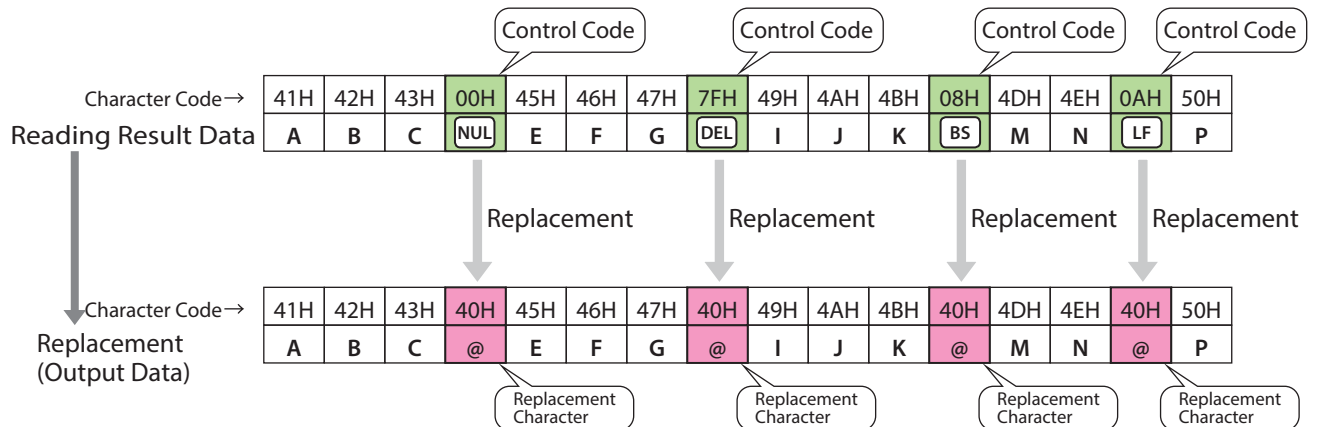 Control Code Control Code Control Code Control Code
Character Code→ 41H 42H 43H 00H 45H 46H 47H 7FH 49H 4AH 4BH 08H 4DH 4EH 0AH 50H
Reading Result Data A B C NUL E F G DEL I J K BS M N LF P
Replacement Replacement Replacement Replacement
Character Code→ 41H 42H 43H 40H 45H 46H 47H 40H 49H 4AH 4BH 40H 4DH 4EH 40H 50H
Replacement A B C @ E F G @ I J K @ M N @ P
(Output Data)
Replacement Replacement Replacement Replacement
Character Character Character Character